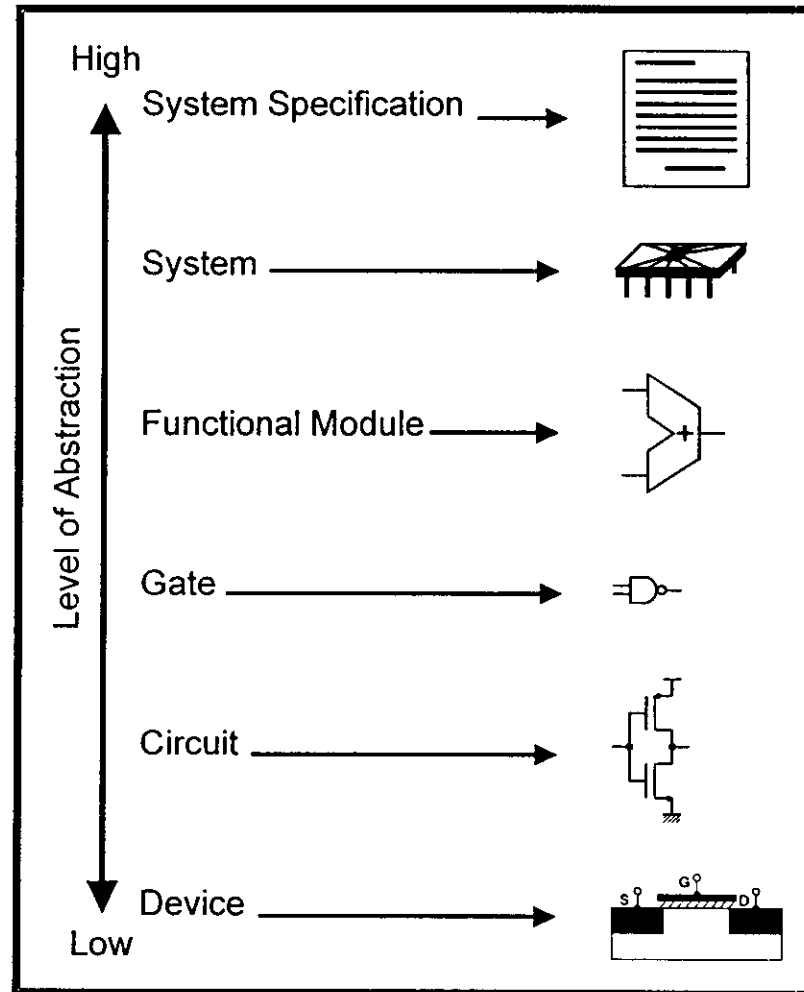 High
System Specification
System
Level of Abstraction
Functional Module
+
Gate
Circuit
Device
G
S
D
Low